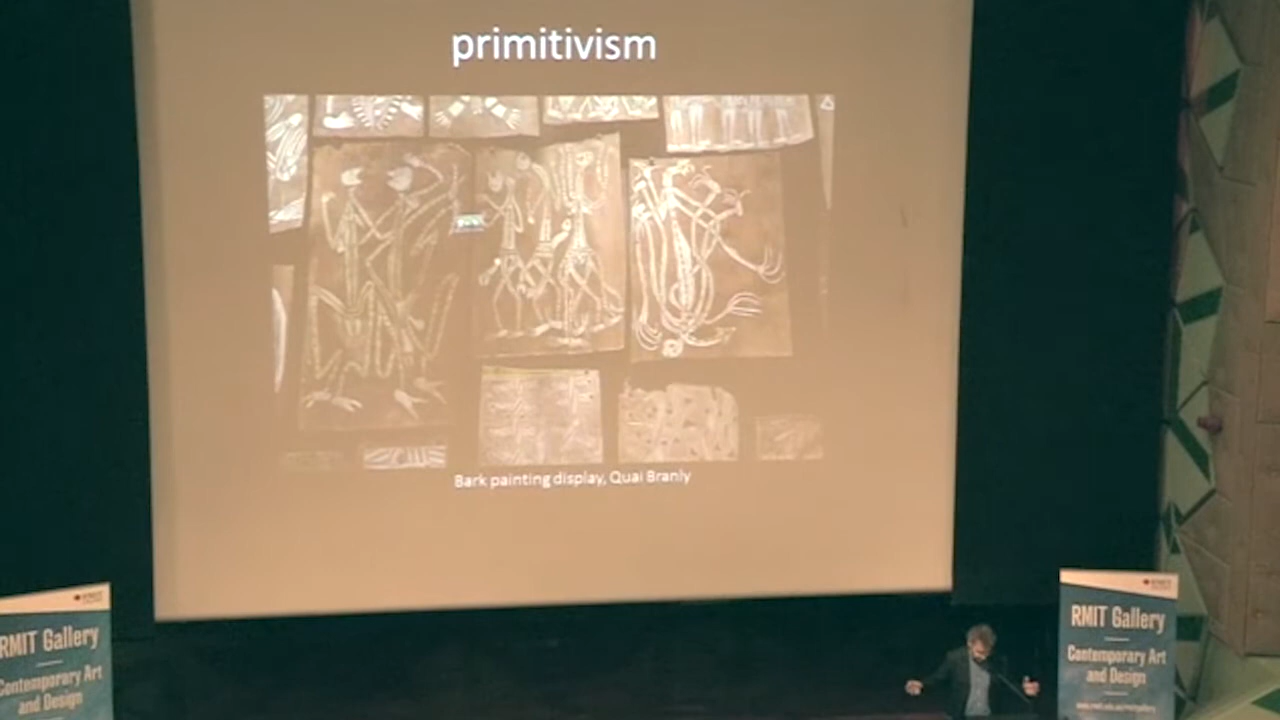 primitivism
Bark painting display, Quai Branly
RMIT Gallery
Contemporary Art
and Design
RMIT Gallery
Contemporary Art
and Design